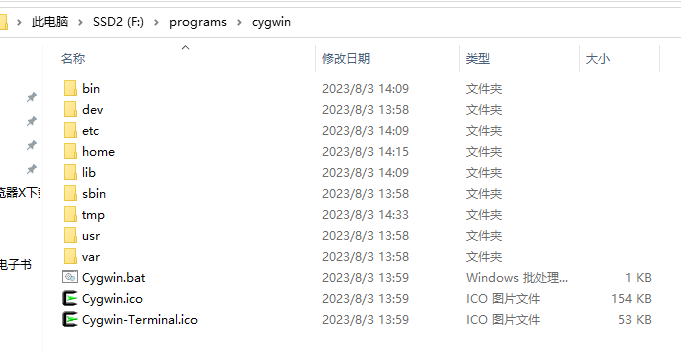 此电脑 SSD2 (F:) programs cygwin
名称 修改日期 类型 大小
bin 2023/8/3 14:09 文件夹
dev 2023/8/3 13:58 文件夹
etc 2023/8/3 14:09 文件夹
home 2023/8/3 14:15 文件夹
lib 2023/8/3 14:09 文件夹
览器X下载
sbin 2023/8/3 13:58 文件夹
tmp 2023/8/3 14:33 文件夹
usr 2023/8/3 13:58 文件夹
var 2023/8/3 13:58 文件夹
电子书
Cygwin.bat 2023/8/3 13:59 Windows 批处理... 1 KB
Cygwin.ico 2023/8/3 13:59 ICO 图片文件 154 KB
Cygwin-Terminal.ico 2023/8/3 13:59 ICO 图片文件 53 KB